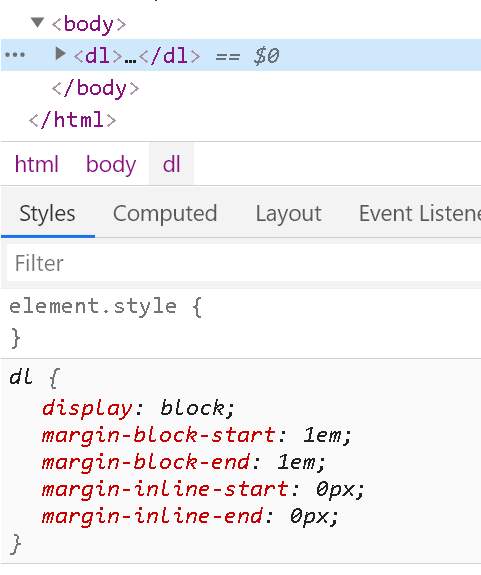 ▼<body>
… ▶<dl>…</dl> == $0
</body>
</html>
html body dl
Styles Computed Layout Event Listene
Filter
element.style {
}
dl {
display: block;
margin-block-start: 1em;
margin-block-end: 1em;
margin-inline-start: 0px;
margin-inline-end: 0px;
}